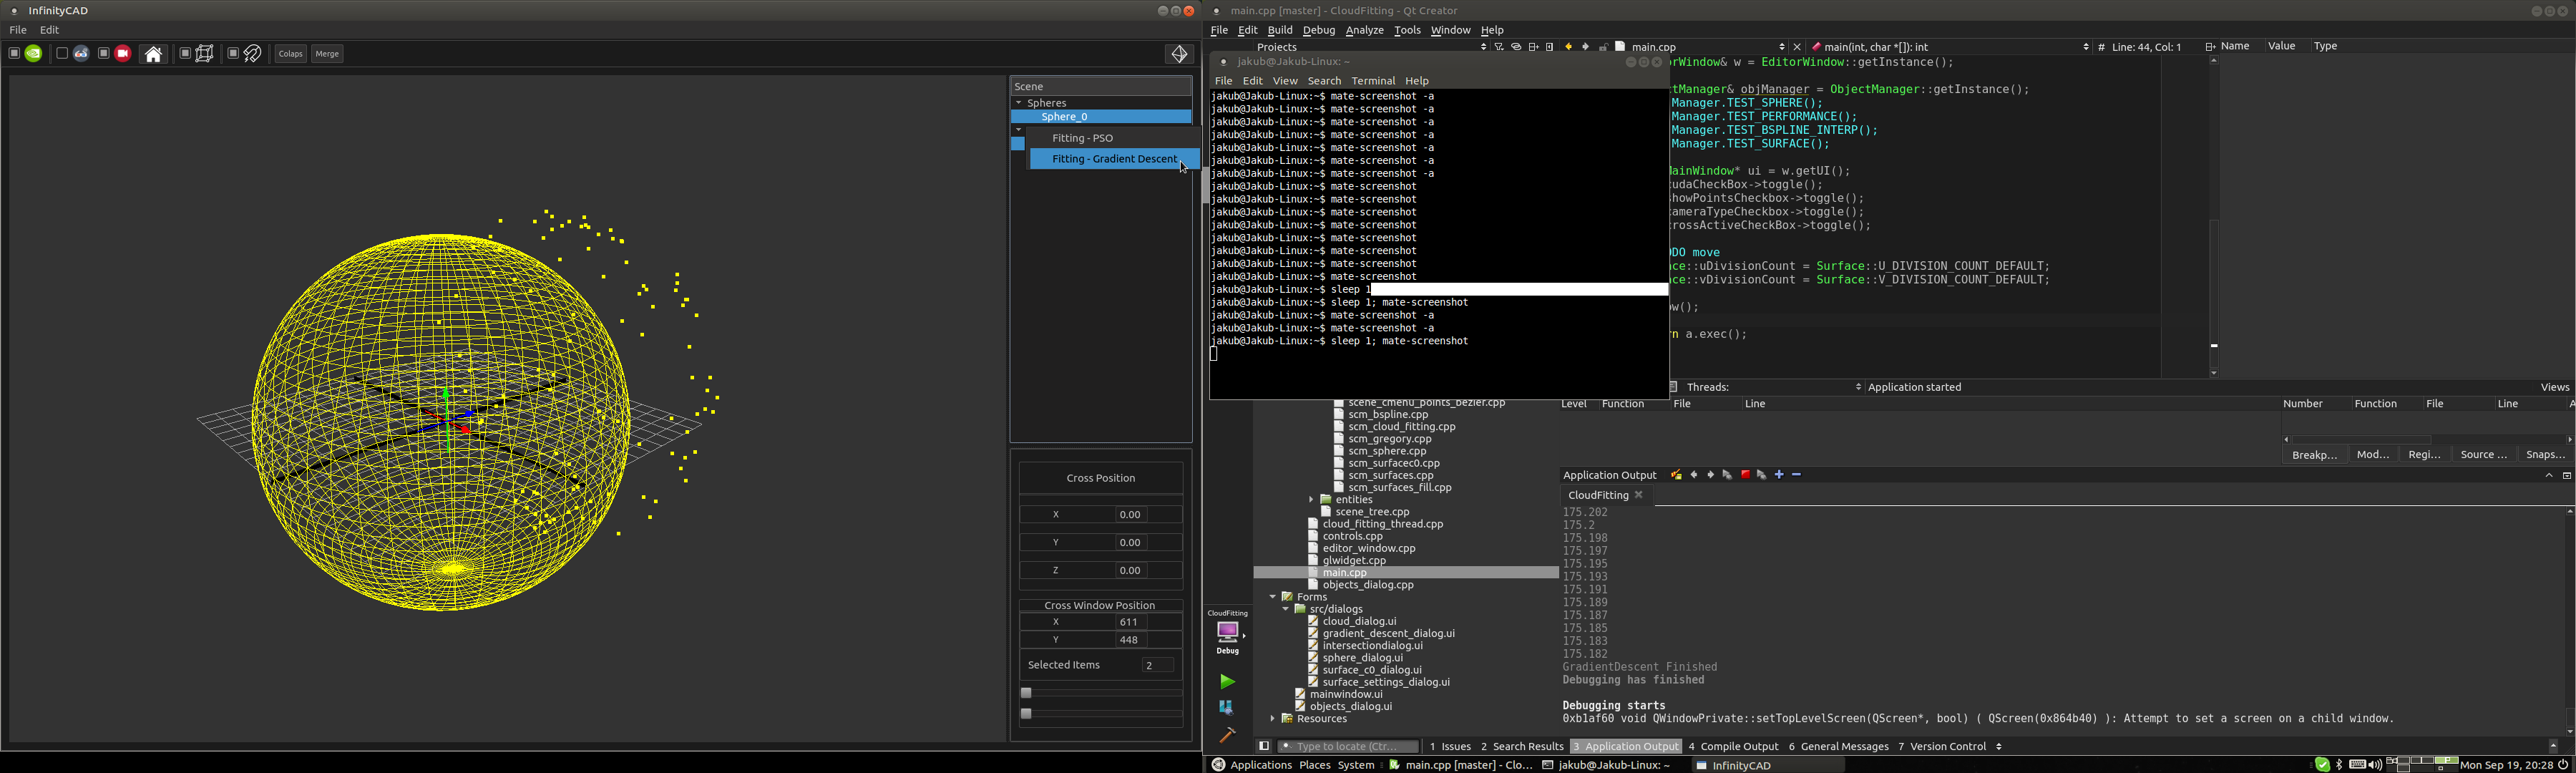 InfinityCAD
File Edit
Colaps Merge
Scene
Spheres
Sphere_0
Fitting - PSO
Fitting - Gradient Descent
Cross Position
X 0.00
Y 0.00
Z 0.00
Cross Window Position
X 611
Y 448
Selected Items 2
main.cpp [master] - CloudFitting - Qt Creator
File Edit Build Debug Analyze Tools Window Help
Projects
main.cpp
main(int, char *[]): int
# Line: 44, Col: 1
Name Value Type
jakub@Jakub-Linux: ~
File Edit View Search Terminal Help
jakub@Jakub-Linux:~$ mate-screenshot -a
jakub@Jakub-Linux:~$ mate-screenshot -a
jakub@Jakub-Linux:~$ mate-screenshot -a
jakub@Jakub-Linux:~$ mate-screenshot -a
jakub@Jakub-Linux:~$ mate-screenshot -a
jakub@Jakub-Linux:~$ mate-screenshot -a
jakub@Jakub-Linux:~$ mate-screenshot -a
jakub@Jakub-Linux:~$ mate-screenshot
jakub@Jakub-Linux:~$ mate-screenshot
jakub@Jakub-Linux:~$ mate-screenshot
jakub@Jakub-Linux:~$ mate-screenshot
jakub@Jakub-Linux:~$ mate-screenshot
jakub@Jakub-Linux:~$ mate-screenshot
jakub@Jakub-Linux:~$ mate-screenshot
jakub@Jakub-Linux:~$ mate-screenshot
jakub@Jakub-Linux:~$ sleep 1
jakub@Jakub-Linux:~$ sleep 1; mate-screenshot
jakub@Jakub-Linux:~$ mate-screenshot -a
jakub@Jakub-Linux:~$ mate-screenshot -a
jakub@Jakub-Linux:~$ sleep 1; mate-screenshot
rWindow& w = EditorWindow::getInstance();
ctManager& objManager = ObjectManager::getInstance();
Manager.TEST_SPHERE();
Manager.TEST_PERFORMANCE();
Manager.TEST_BSPLINE_INTERP();
Manager.TEST_SURFACE();
MainWindow* ui = w.getUI();
udaCheckBox->toggle();
howPointsCheckbox->toggle();
ameraTypeCheckbox->toggle();
rossActiveCheckBox->toggle();
DO move
ce::uDivisionCount = Surface::U_DIVISION_COUNT_DEFAULT;
ce::vDivisionCount = Surface::V_DIVISION_COUNT_DEFAULT;
ow();
rn a.exec();
Threads: Application started Views
Level Function File Line
Number Function File Line
Breakp... Mod... Regi... Source ... Snaps...
scene_cmenu_points_bezier.cpp
scm_bspline.cpp
scm_cloud_fitting.cpp
scm_gregory.cpp
scm_sphere.cpp
scm_surfacec0.cpp
scm_surfaces.cpp
scm_surfaces_fill.cpp
entities
scene_tree.cpp
cloud_fitting_thread.cpp
controls.cpp
editor_window.cpp
glwidget.cpp
main.cpp
objects_dialog.cpp
Forms
src/dialogs
cloud_dialog.ui
gradient_descent_dialog.ui
intersectiondialog.ui
sphere_dialog.ui
surface_c0_dialog.ui
surface_settings_dialog.ui
mainwindow.ui
objects_dialog.ui
Resources
CloudFitting
Debug
Application Output
CloudFitting
175.202
175.2
175.198
175.197
175.195
175.193
175.191
175.189
175.187
175.185
175.183
175.182
GradientDescent Finished
Debugging has finished
Debugging starts
0xb1af60 void QWindowPrivate::setTopLevelScreen(QScreen*, bool) ( QScreen(0x864b40) ): Attempt to set a screen on a child window.
Type to locate (Ctr...
1 Issues 2 Search Results 3 Application Output 4 Compile Output 6 General Messages 7 Version Control
Applications Places System main.cpp [master] - Clo... jakub@Jakub-Linux: ~ InfinityCAD Mon Sep 19, 20:28